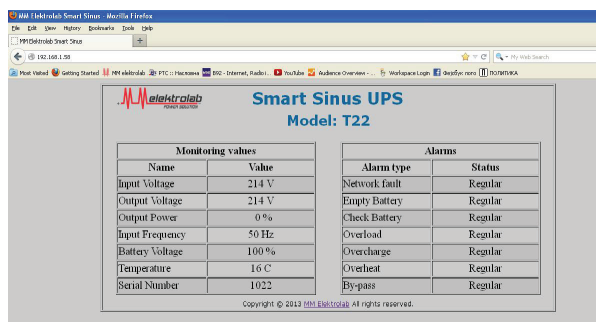 MM Elektrolab Smart Sinus - Mozilla Firefox
File Edit View History Bookmarks Tools Help
MM Elektrolab Smart Sinus +
192.168.1.58 My Web Search
Most Visited Getting Started MM elektrolab PTC :: Насловна B92 - Internet, Radio i... YouTube Audience Overview - ... Workspace Login Фејсбук лого ПОЛИТИКА
MM elektrolab Smart Sinus UPS
POWER SOLUTION
Model: T22
Monitoring values Alarms
Name Value Alarm type Status
Input Voltage 214 V Network fault Regular
Output Voltage 214 V Empty Battery Regular
Output Power 0 % Check Battery Regular
Input Frequency 50 Hz Overload Regular
Battery Voltage 100 % Overcharge Regular
Temperature 16 C Overheat Regular
Serial Number 1022 By-pass Regular
Copyright © 2013 MM Elektrolab All rights reserved.